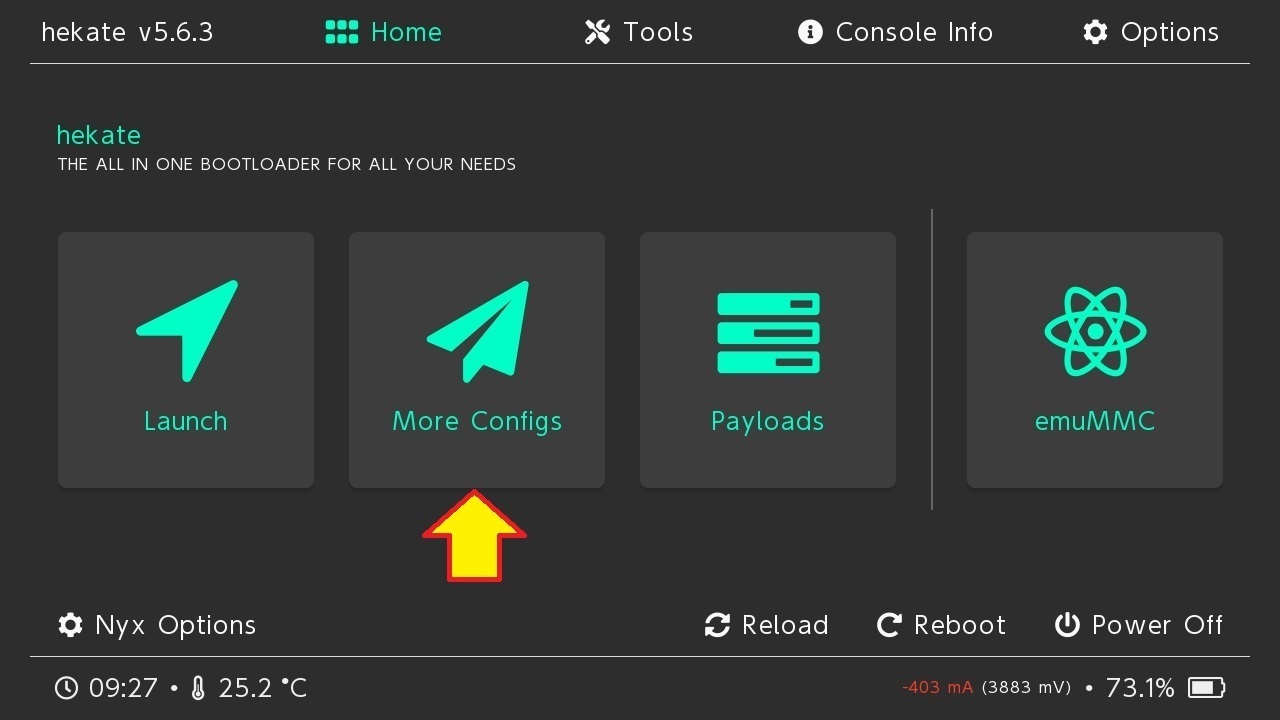 hekate v5.6.3 Home Tools Console Info Options
hekate
THE ALL IN ONE BOOTLOADER FOR ALL YOUR NEEDS
Launch More Configs Payloads emuMMC
Nyx Options Reload Reboot Power Off
09:27 • 25.2 °C -403 mA (3883 mV) • 73.1%